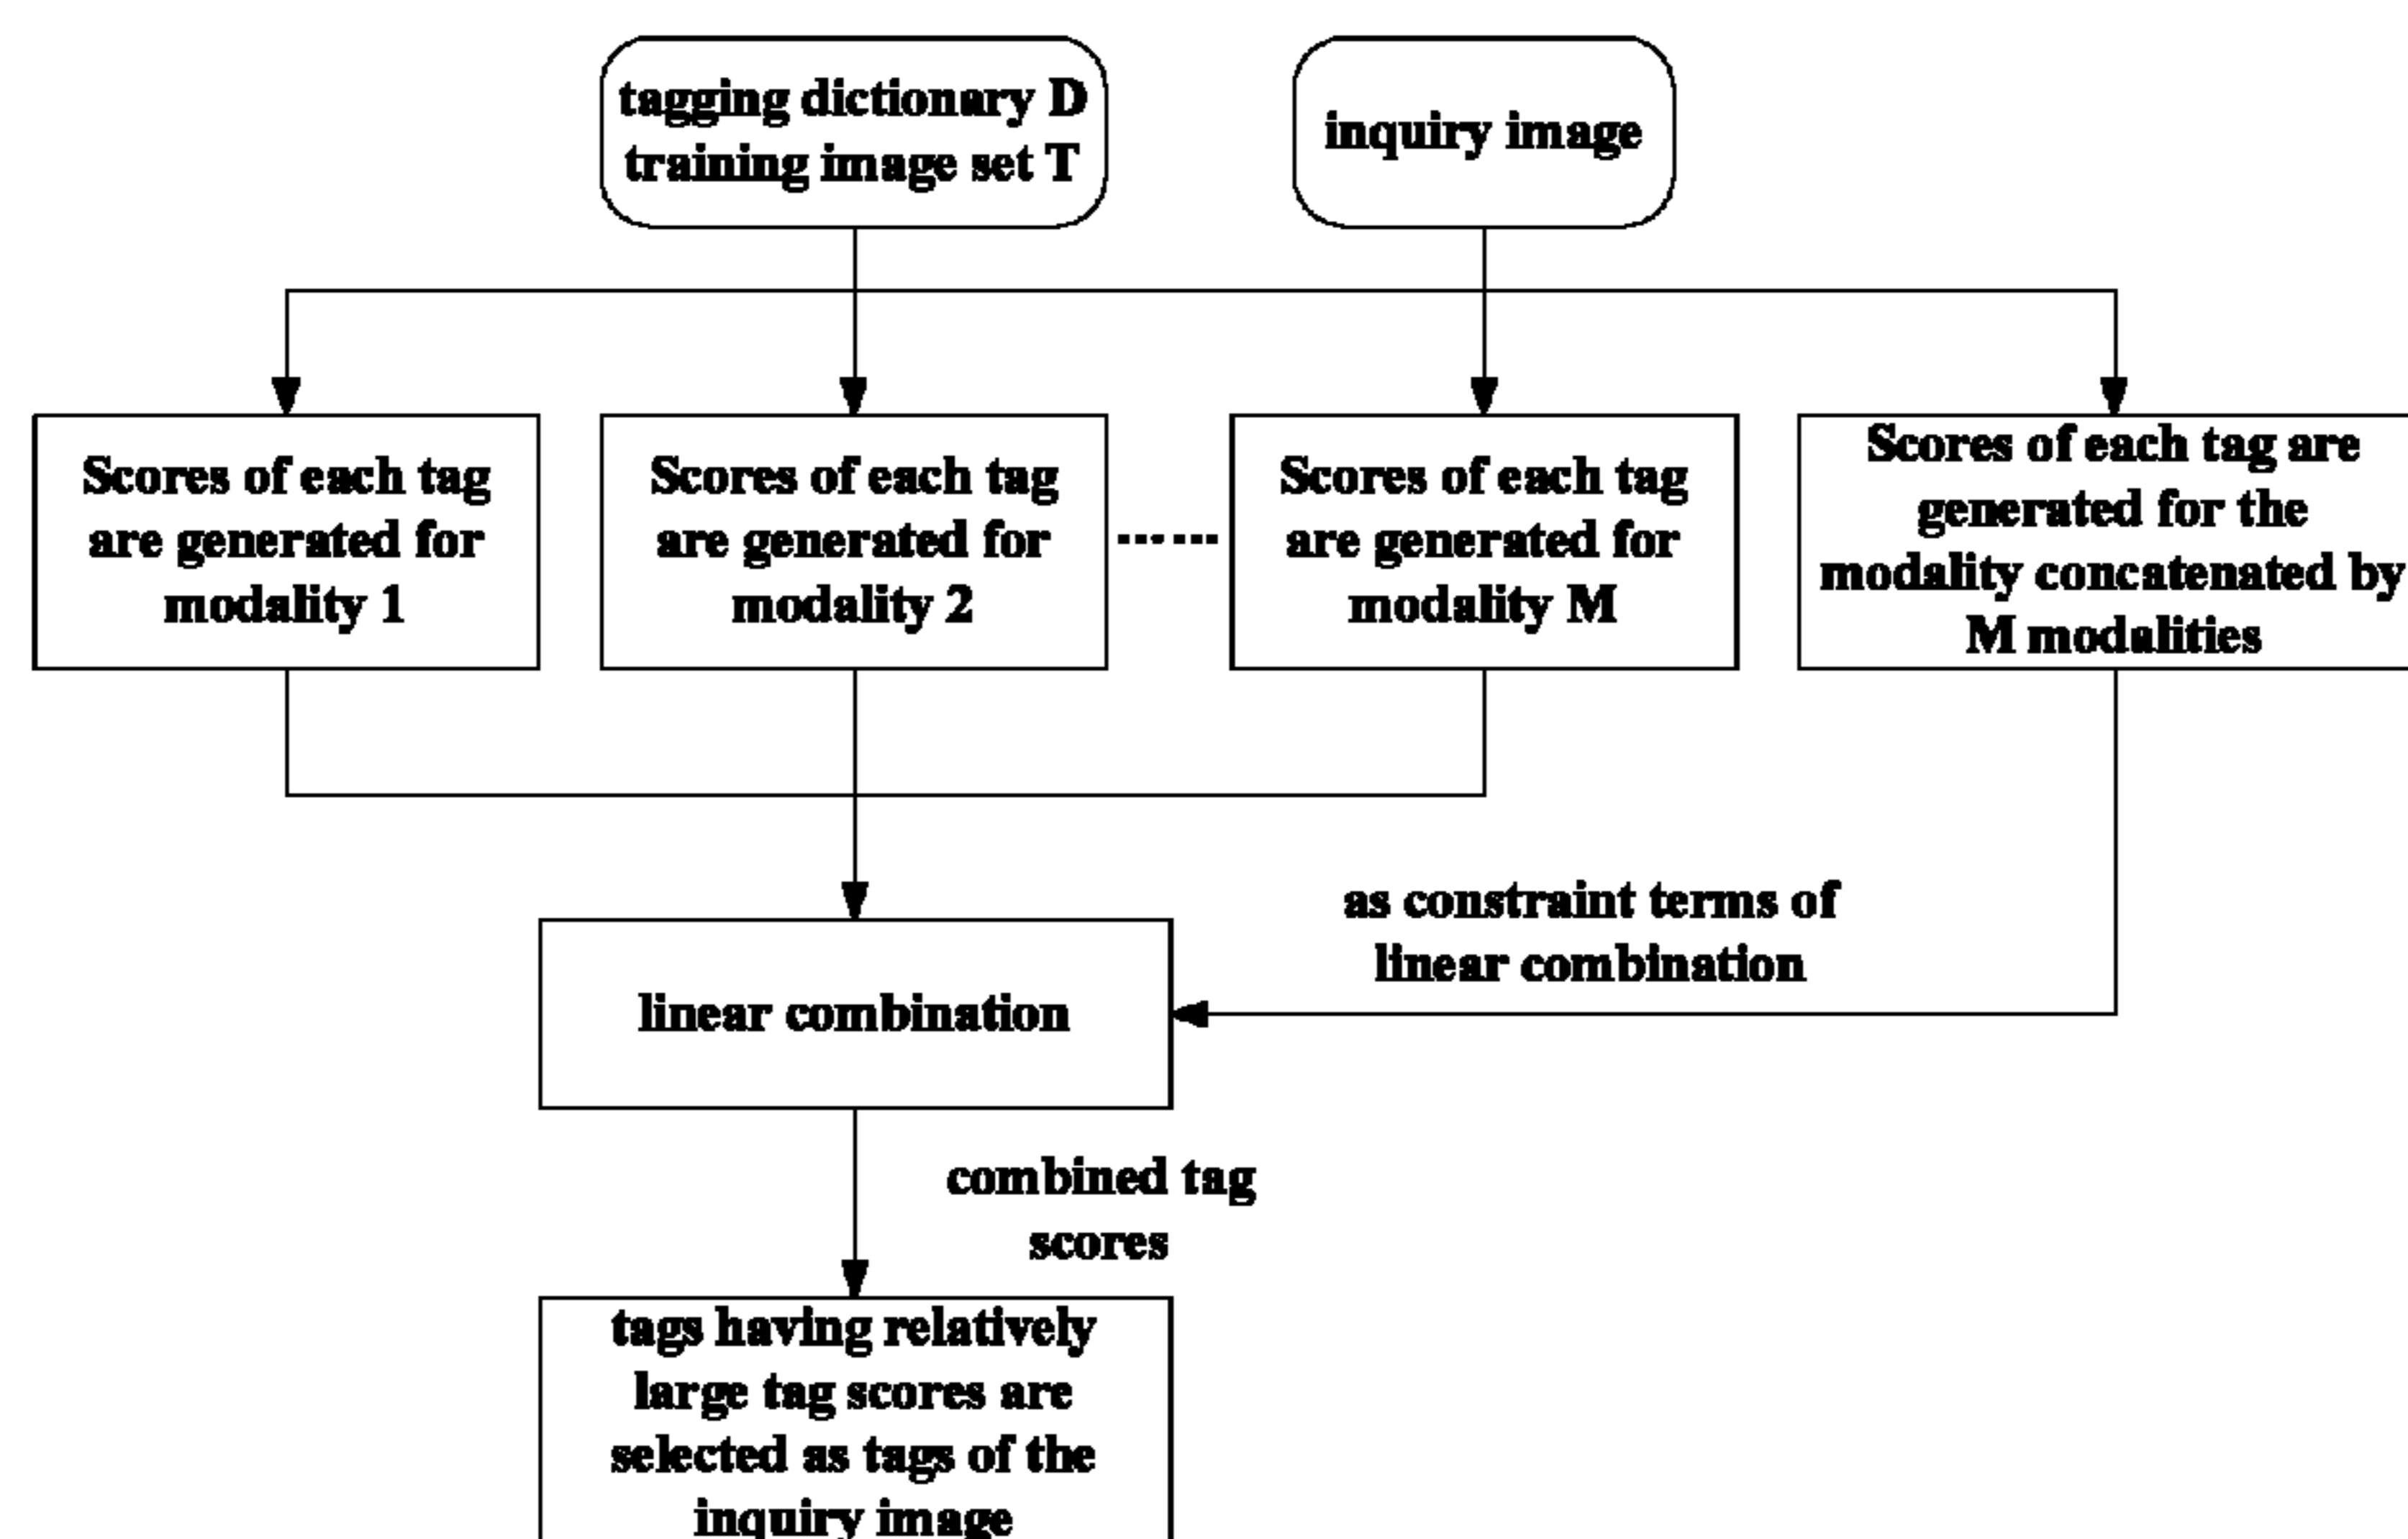 tagging dictionary D
training image set T
inquiry image
Scores of each tag
are generated for
modality 1
Scores of each tag
are generated for
modality 2
......
Scores of each tag
are generated for
modality M
Scores of each tag are
generated for the
modality concatenated by
M modalities
as constraint terms of
linear combination
linear combination
combined tag
scores
tags having relatively
large tag scores are
selected as tags of the
inquiry image